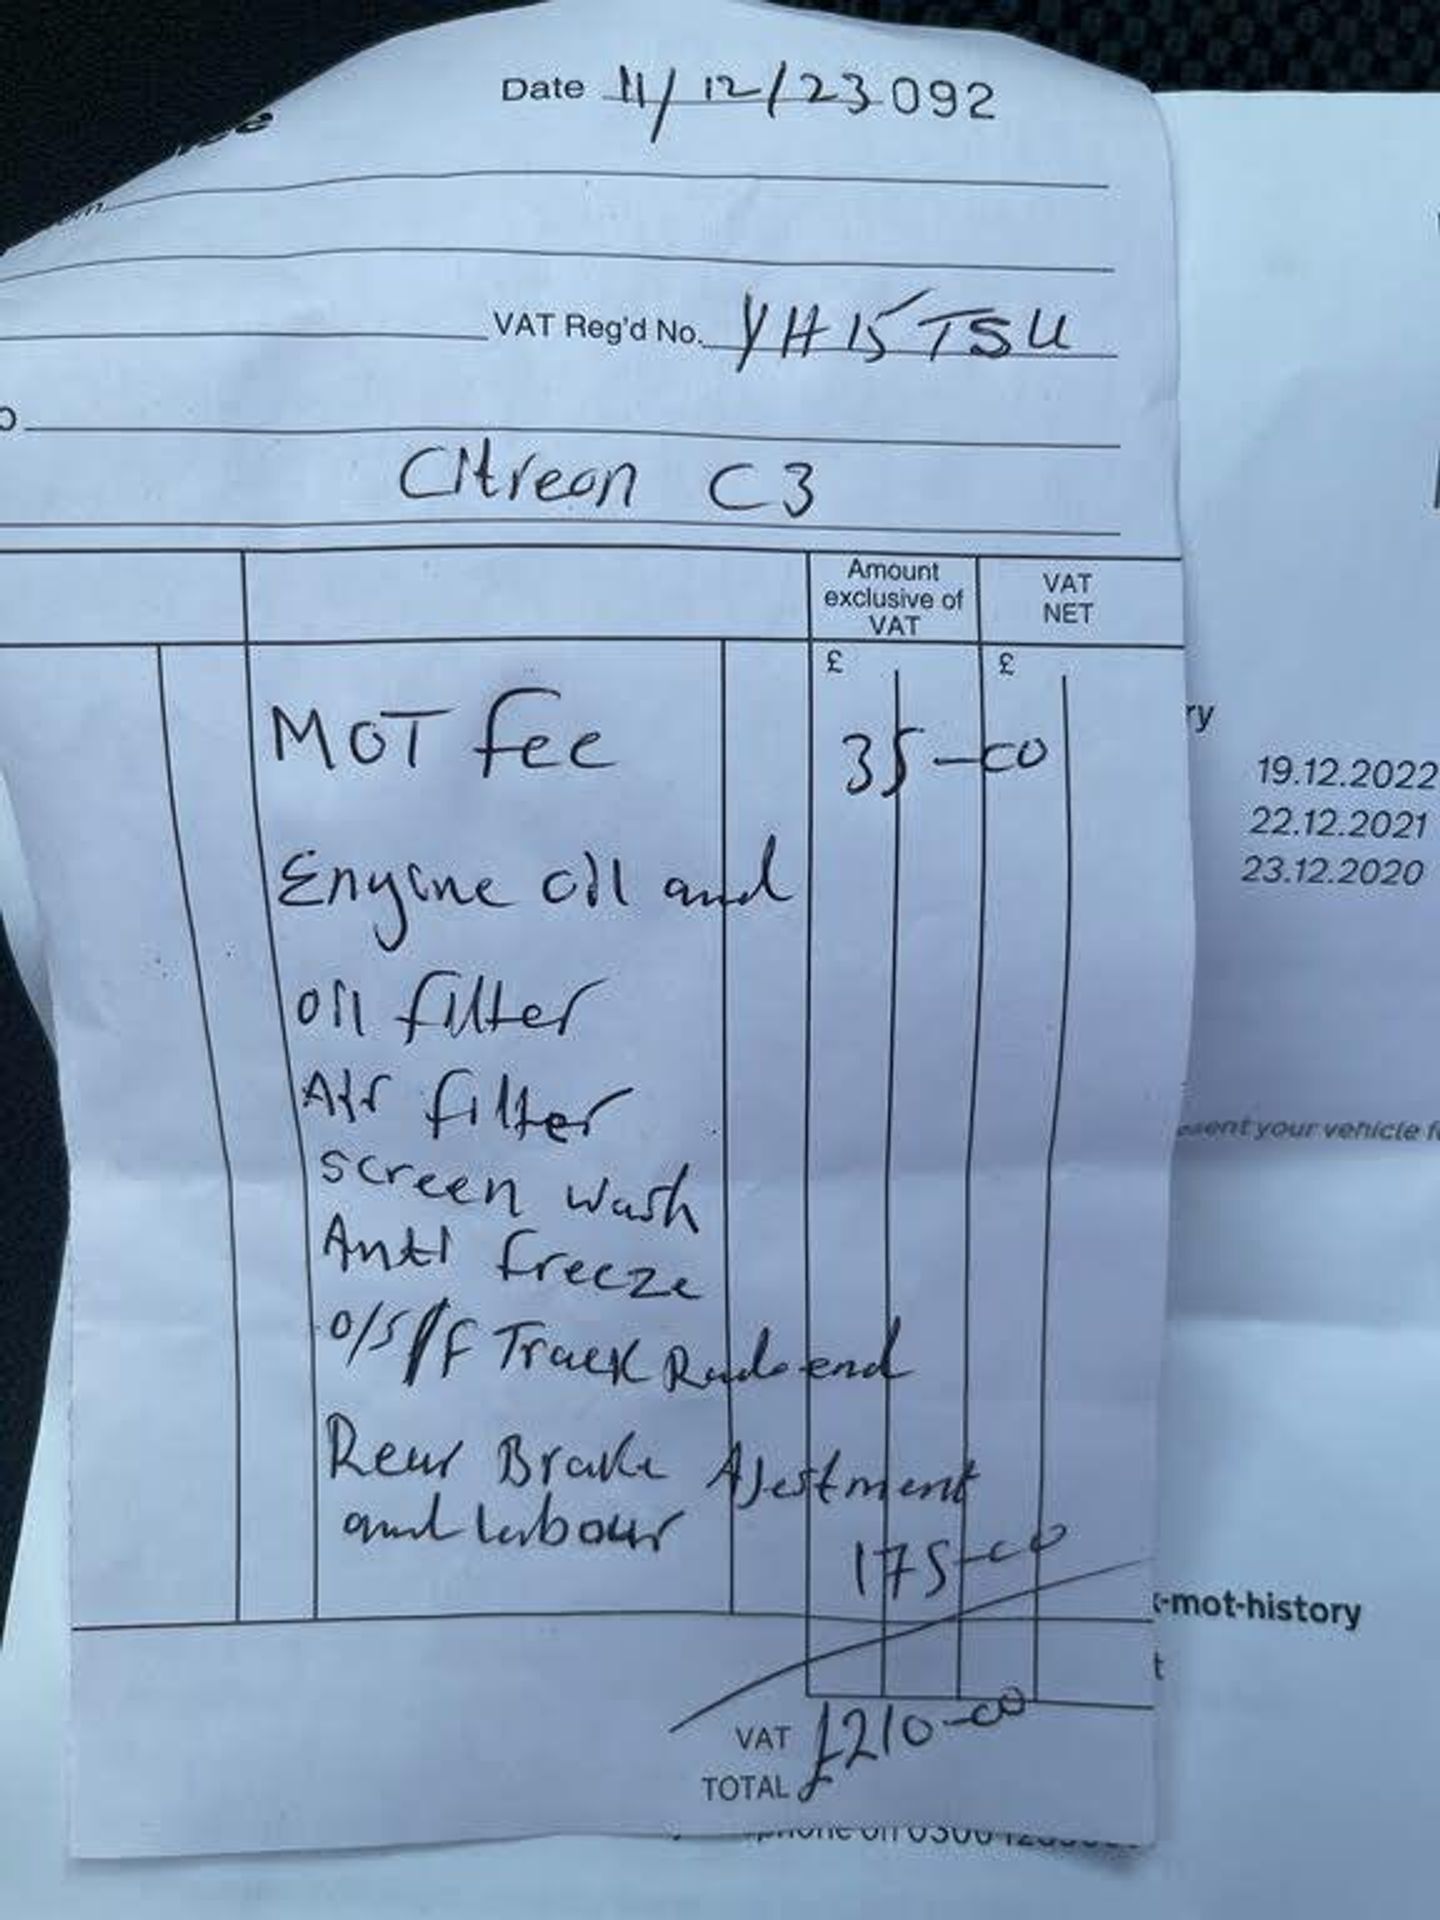 Date 11/12/23 092
VAT Reg'd No. YH15 TSU
Citreon C3
Amount exclusive of VAT
VAT NET
£ £
MOT fee 35-00
Engine oil and
oil filter
Air filter
screen wash
Anti freeze
O/S/F Track Rod end
Rear Brake Ajestment
and labour
175-00
VAT
TOTAL £210-00
ry
19.12.2022
22.12.2021
23.12.2020
esent your vehicle f
-mot-history
t